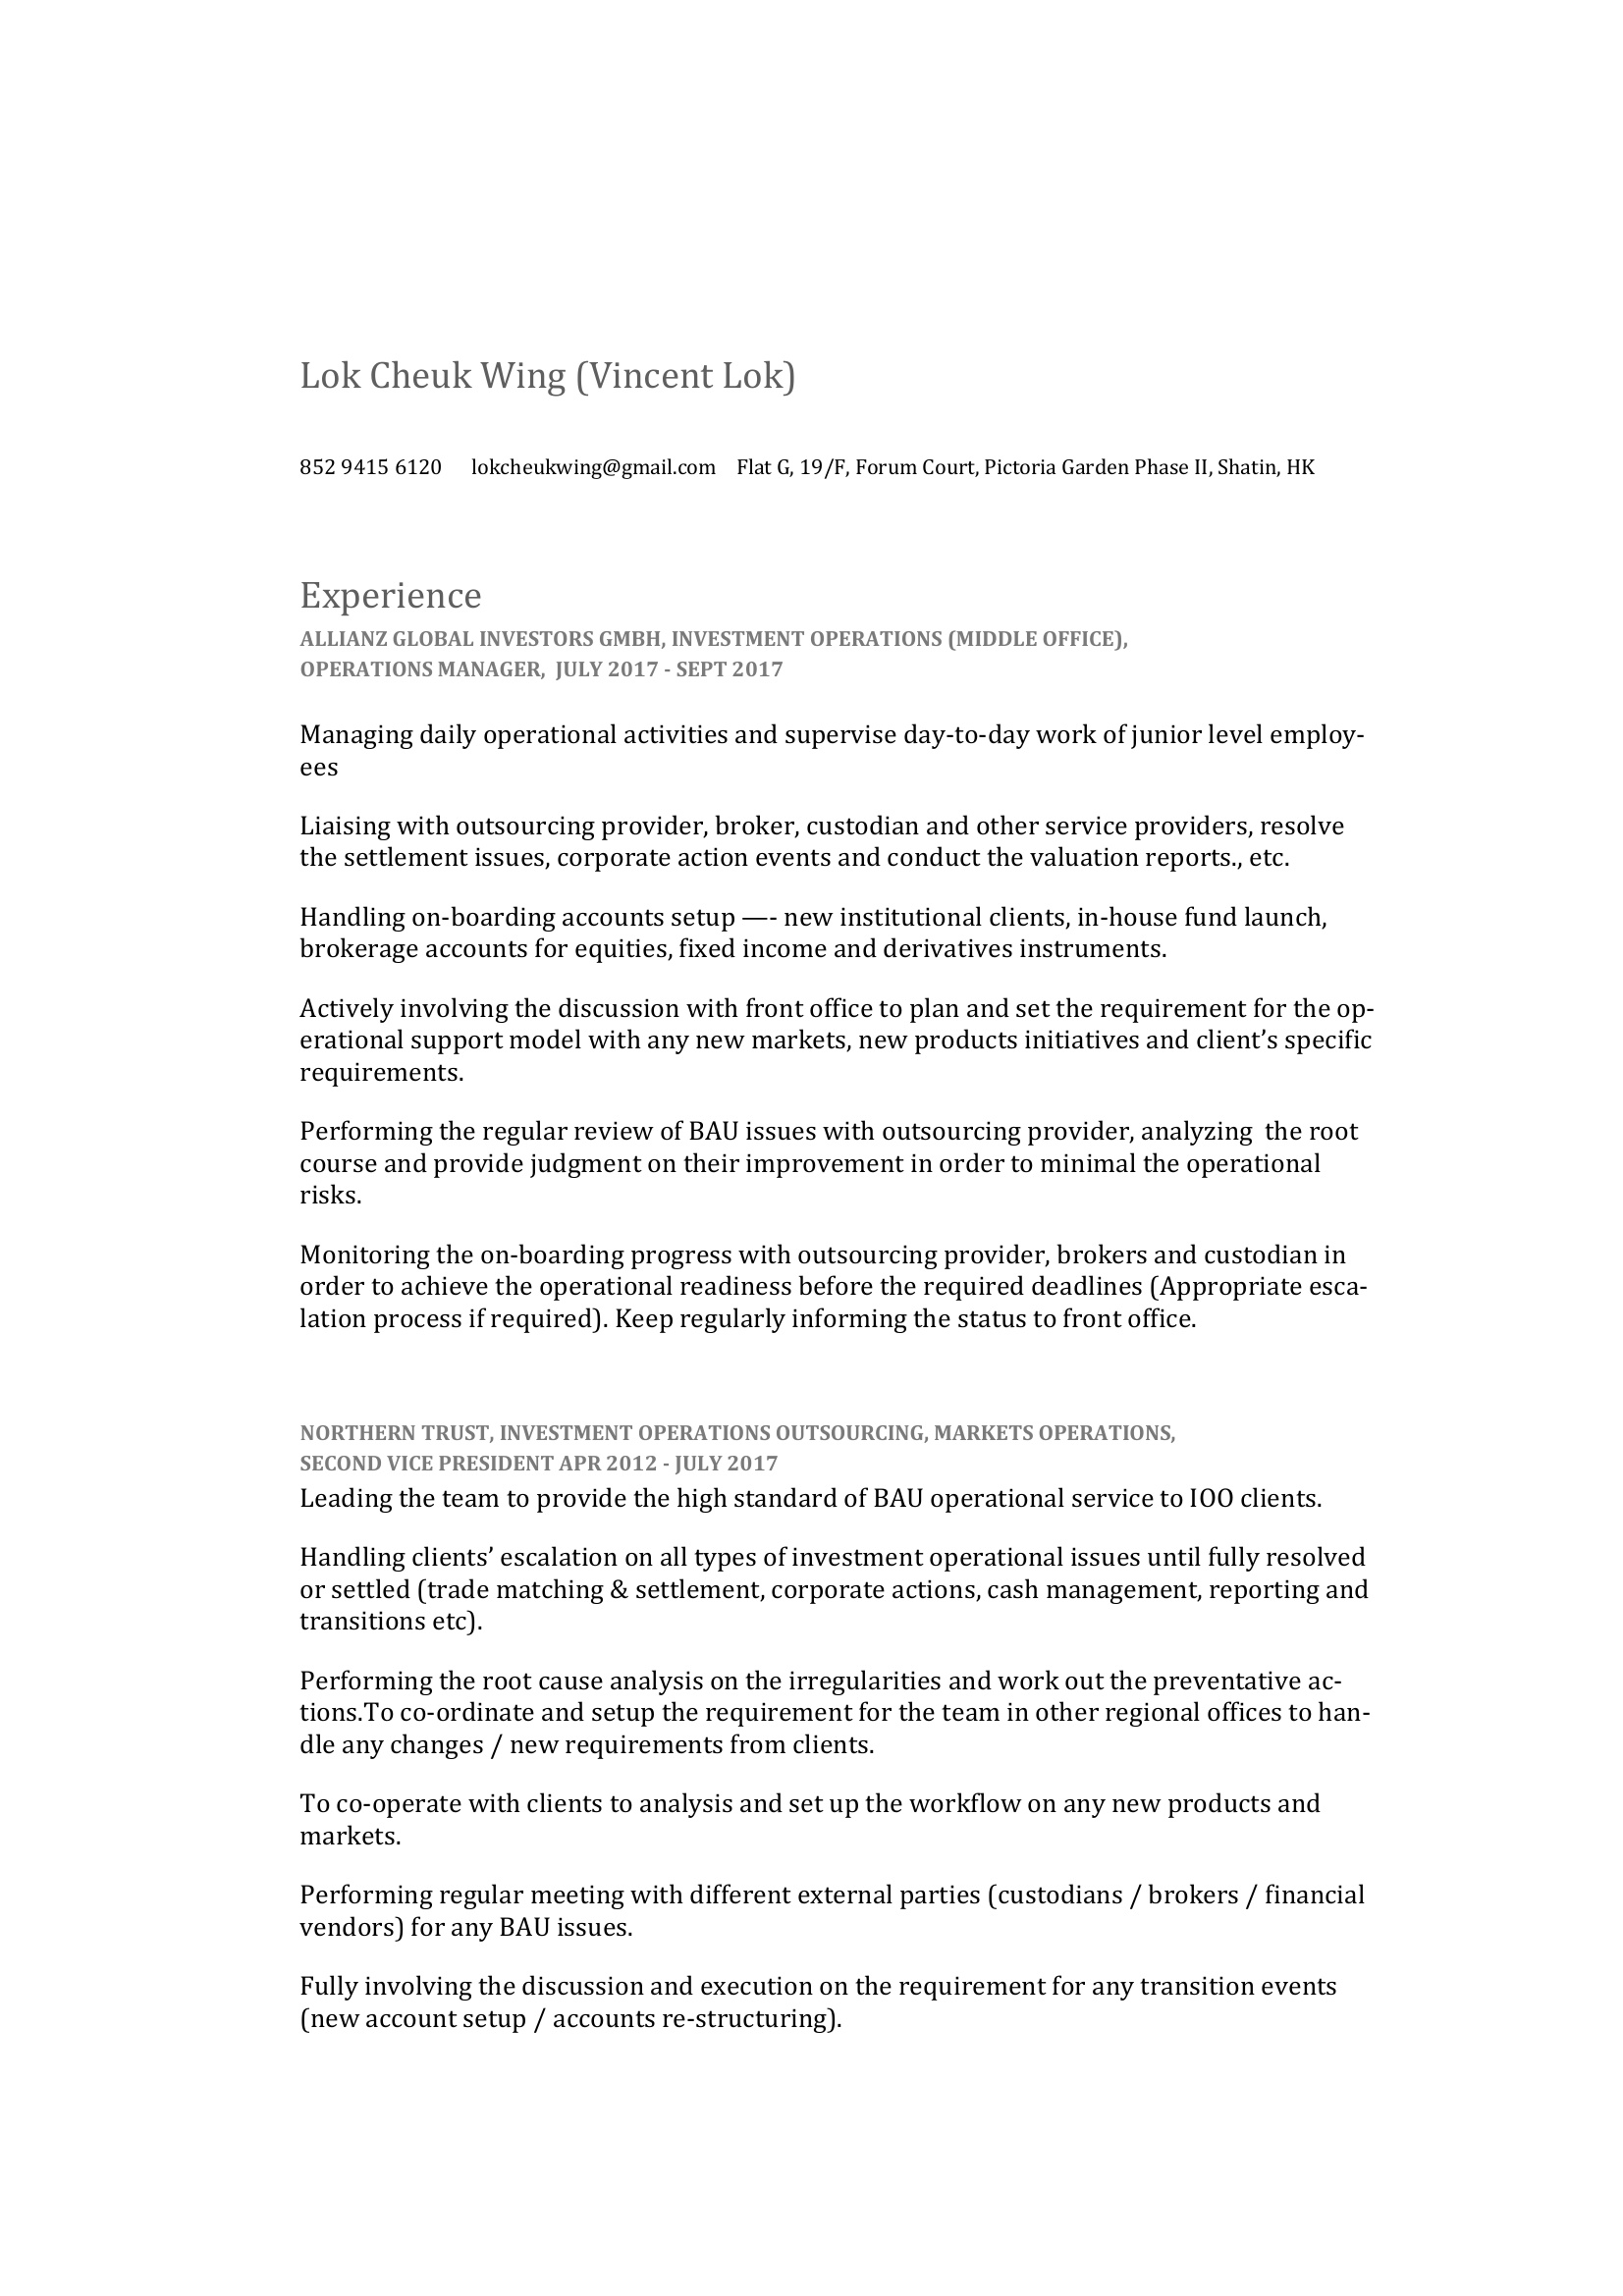 Lok Cheuk Wing (Vincent Lok)
852 9415 6120 lokcheukwing@gmail.com Flat G, 19/F, Forum Court, Pictoria Garden Phase II, Shatin, HK
Experience
ALLIANZ GLOBAL INVESTORS GMBH, INVESTMENT OPERATIONS (MIDDLE OFFICE),
OPERATIONS MANAGER, JULY 2017 - SEPT 2017
Managing daily operational activities and supervise day-to-day work of junior level employ-
ees
Liaising with outsourcing provider, broker, custodian and other service providers, resolve
the settlement issues, corporate action events and conduct the valuation reports., etc.
Handling on-boarding accounts setup —- new institutional clients, in-house fund launch,
brokerage accounts for equities, fixed income and derivatives instruments.
Actively involving the discussion with front office to plan and set the requirement for the op-
erational support model with any new markets, new products initiatives and client’s specific
requirements.
Performing the regular review of BAU issues with outsourcing provider, analyzing  the root
course and provide judgment on their improvement in order to minimal the operational
risks.
Monitoring the on-boarding progress with outsourcing provider, brokers and custodian in
order to achieve the operational readiness before the required deadlines (Appropriate esca-
lation process if required). Keep regularly informing the status to front office.
NORTHERN TRUST, INVESTMENT OPERATIONS OUTSOURCING, MARKETS OPERATIONS,
SECOND VICE PRESIDENT APR 2012 - JULY 2017
Leading the team to provide the high standard of BAU operational service to IOO clients.
Handling clients’ escalation on all types of investment operational issues until fully resolved
or settled (trade matching & settlement, corporate actions, cash management, reporting and
transitions etc).
Performing the root cause analysis on the irregularities and work out the preventative ac-
tions.To co-ordinate and setup the requirement for the team in other regional offices to han-
dle any changes / new requirements from clients.
To co-operate with clients to analysis and set up the workflow on any new products and
markets.
Performing regular meeting with different external parties (custodians / brokers / financial
vendors) for any BAU issues.
Fully involving the discussion and execution on the requirement for any transition events
(new account setup / accounts re-structuring).